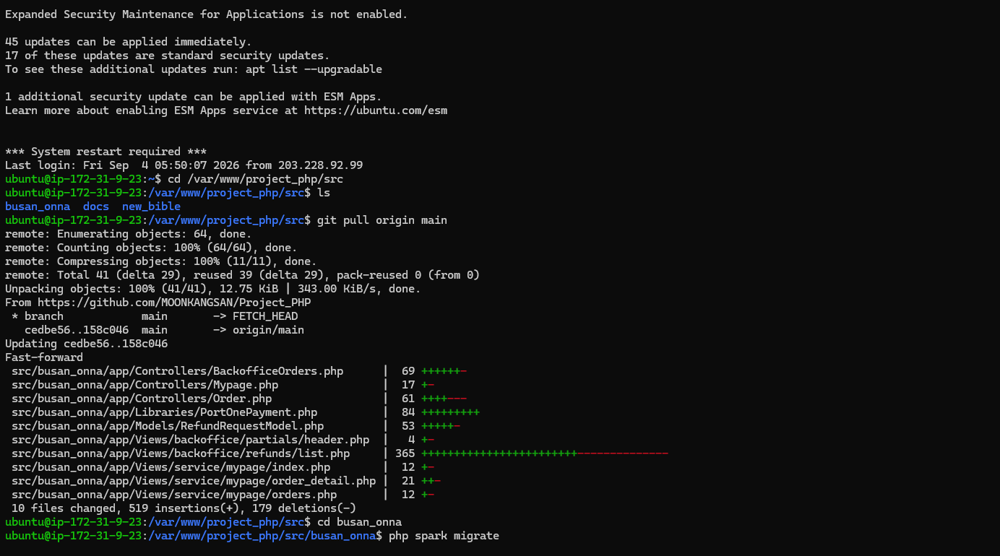 Expanded Security Maintenance for Applications is not enabled.
45 updates can be applied immediately.
17 of these updates are standard security updates.
To see these additional updates run: apt list --upgradable
1 additional security update can be applied with ESM Apps.
Learn more about enabling ESM Apps service at https://ubuntu.com/esm
*** System restart required ***
Last login: Fri Sep  4 05:50:07 2026 from 203.228.92.99
ubuntu@ip-172-31-9-23:~$ cd /var/www/project_php/src
ubuntu@ip-172-31-9-23:/var/www/project_php/src$ ls
busan_onna  docs  new_bible
ubuntu@ip-172-31-9-23:/var/www/project_php/src$ git pull origin main
remote: Enumerating objects: 64, done.
remote: Counting objects: 100% (64/64), done.
remote: Compressing objects: 100% (11/11), done.
remote: Total 41 (delta 29), reused 39 (delta 29), pack-reused 0 (from 0)
Unpacking objects: 100% (41/41), 12.75 KiB | 343.00 KiB/s, done.
From https://github.com/MOONKANGSAN/Project_PHP
 * branch            main       -> FETCH_HEAD
   cedbe56..158c046  main       -> origin/main
Updating cedbe56..158c046
Fast-forward
 src/busan_onna/app/Controllers/BackofficeOrders.php      |  69 ++++++-
 src/busan_onna/app/Controllers/Mypage.php                |  17 +-
 src/busan_onna/app/Controllers/Order.php                 |  61 ++++---
 src/busan_onna/app/Libraries/PortOnePayment.php          |  84 +++++++++
 src/busan_onna/app/Models/RefundRequestModel.php         |  53 +++++-
 src/busan_onna/app/Views/backoffice/partials/header.php  |   4 +-
 src/busan_onna/app/Views/backoffice/refunds/list.php     | 365 ++++++++++++++++++++++++--------------
 src/busan_onna/app/Views/service/mypage/index.php        |  12 +-
 src/busan_onna/app/Views/service/mypage/order_detail.php |  21 ++-
 src/busan_onna/app/Views/service/mypage/orders.php       |  12 +-
 10 files changed, 519 insertions(+), 179 deletions(-)
ubuntu@ip-172-31-9-23:/var/www/project_php/src$ cd busan_onna
ubuntu@ip-172-31-9-23:/var/www/project_php/src/busan_onna$ php spark migrate